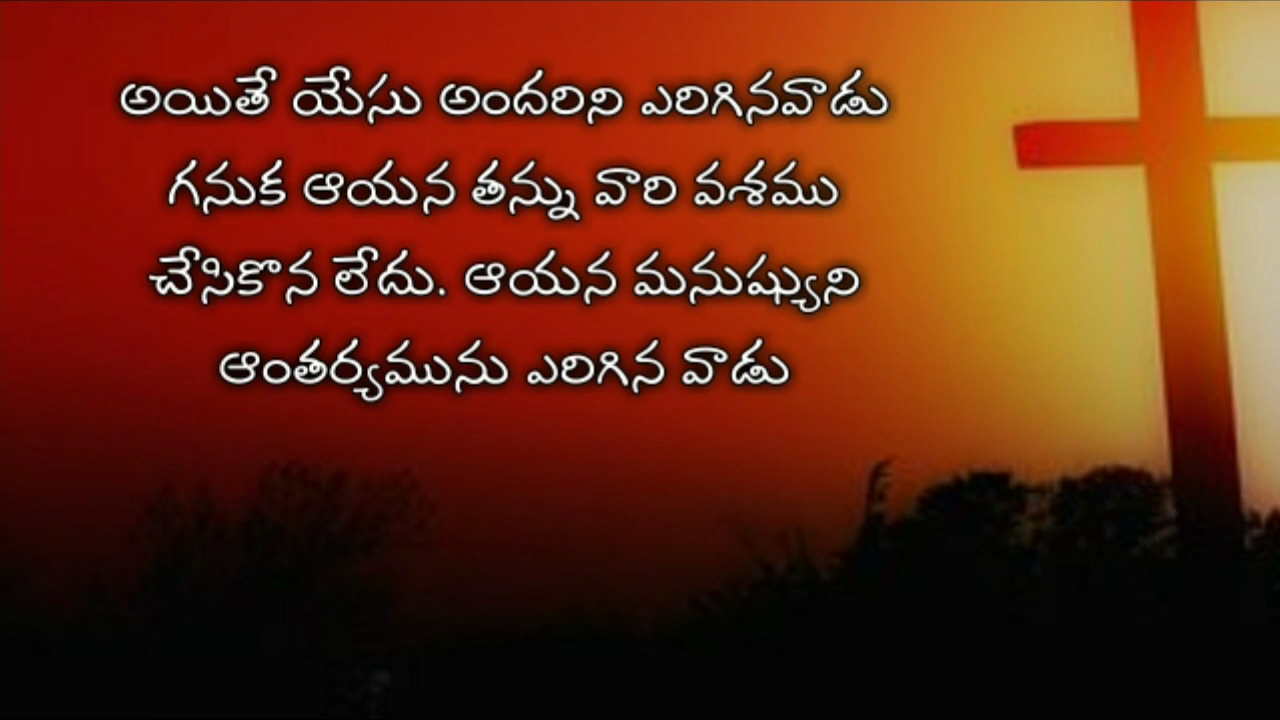 అయితే యేసు అందరిని ఎరిగినవాడు
గనుక ఆయన తన్ను వారి వశము
చేసికొన లేదు. ఆయన మనుష్యుని
ఆంతర్యమును ఎరిగిన వాడు